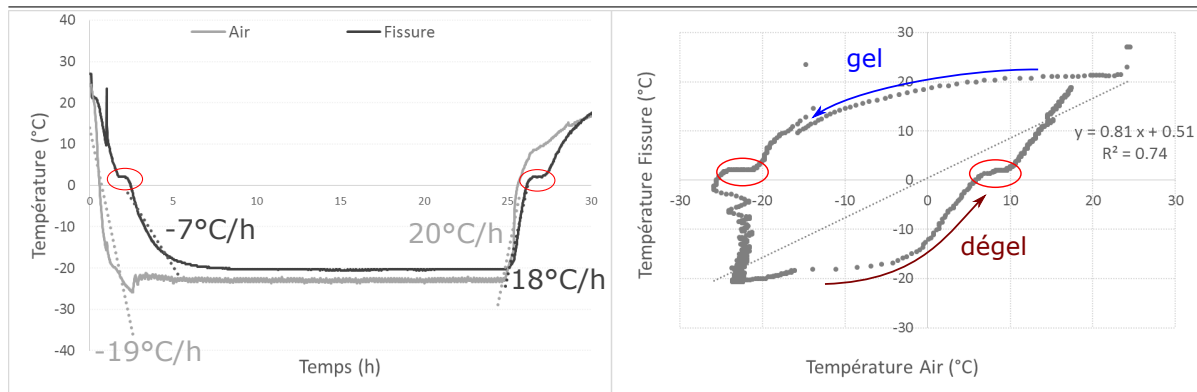 40
30
20
10
0
-10
-20
-30
-40
Air
Fissure
0
5
10
15
20
25
30
-7°C/h
20°C/h
18°C/h
-19°C/h
Température (°C)
Temps (h)
30
20
10
0
-10
-20
-30
-30
-20
-10
0
10
20
30
gel
dégel
y = 0.81 x + 0.51
R² = 0.74
Température Fissure (°C)
Température Air (°C)